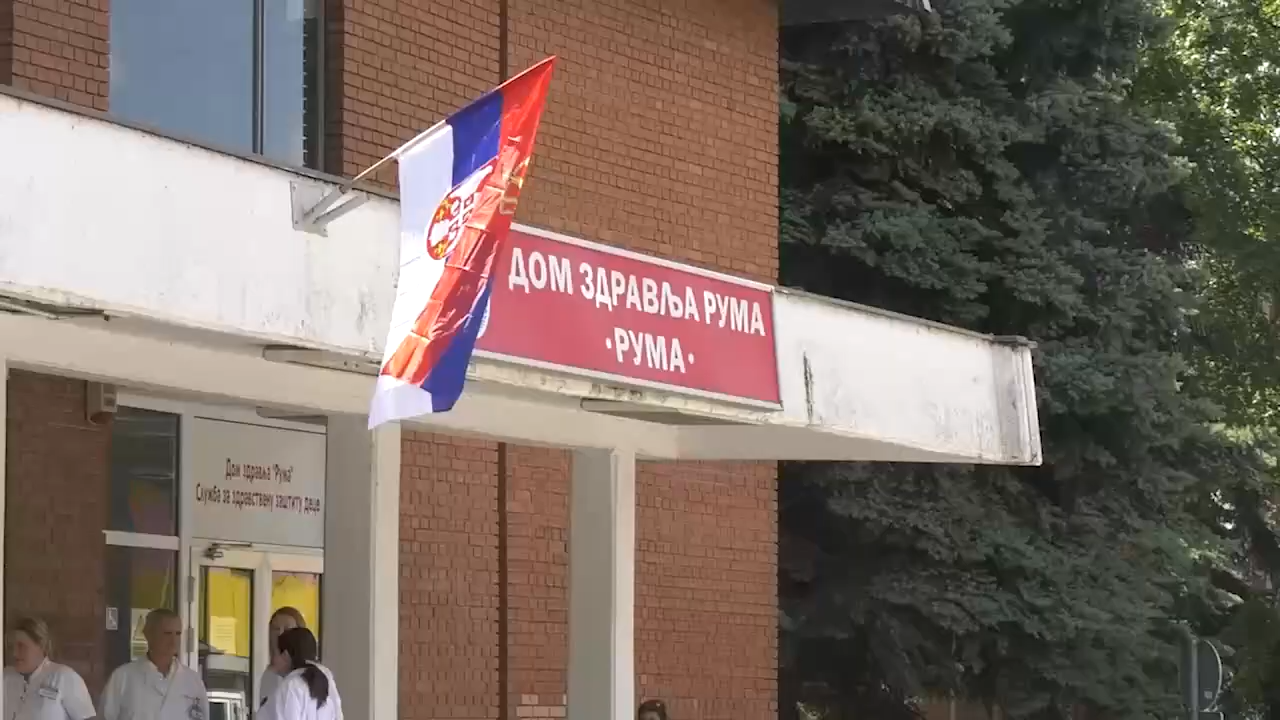 ДОМ ЗДРАВЉА РУМА
·РУМА·
Дом здравља "Рума"
Служба за здравствену заштиту деце